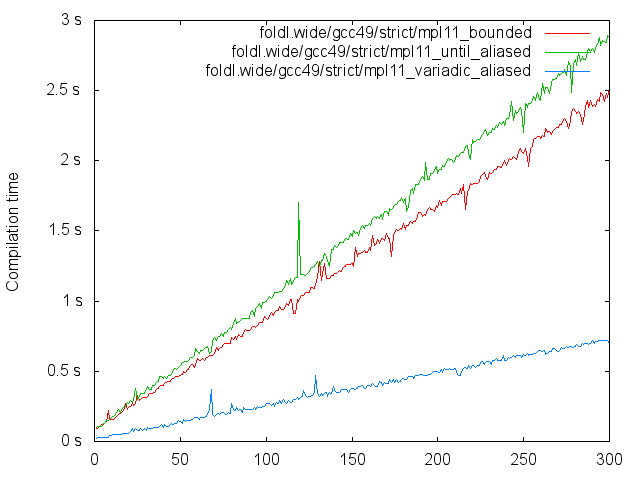 foldl.wide/gcc49/strict/mpl11_bounded
foldl.wide/gcc49/strict/mpl11_until_aliased
foldl.wide/gcc49/strict/mpl11_variadic_aliased
Compilation time
3 s
2.5 s
2 s
1.5 s
1 s
0.5 s
0 s
0 50 100 150 200 250 300